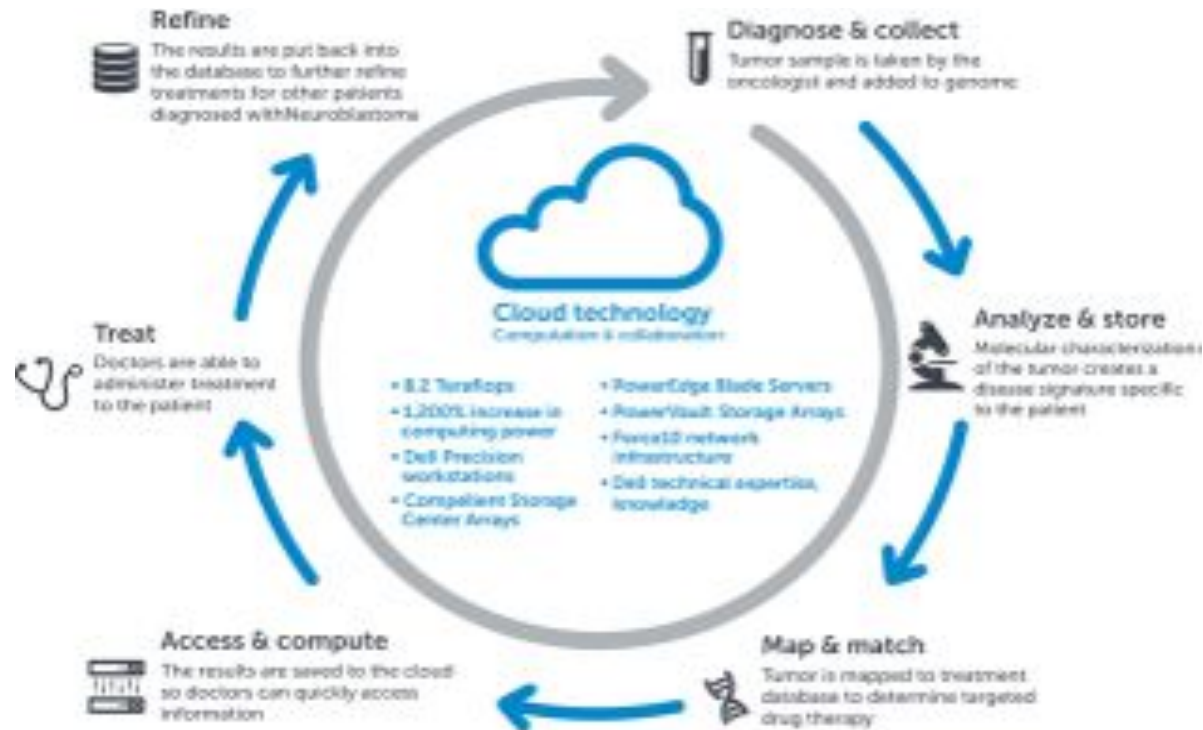 Refine
The results are put back into
the database to further refine
treatments for other patients
diagnosed withNeuroblastoma
Diagnose & collect
Tumor sample is taken by the
oncologist and added to genome
Analyze & store
Molecular characterization
of the tumor creates a
disease signature specific
to the patient
Map & match
Tumor is mapped to treatment
database to determine targeted
drug therapy
Access & compute
The results are saved to the cloud
so doctors can quickly access
information
Treat
Doctors are able to
administer treatment
to the patient
Cloud technology
Computation & collaboration
• 8.2 Teraflops
• 1,200% increase in
computing power
• Dell Precision
workstations
• Compellent Storage
Center Arrays
• PowerEdge Blade Servers
• PowerVault Storage Arrays
• Force10 network
infrastructure
• Dell technical expertise,
knowledge